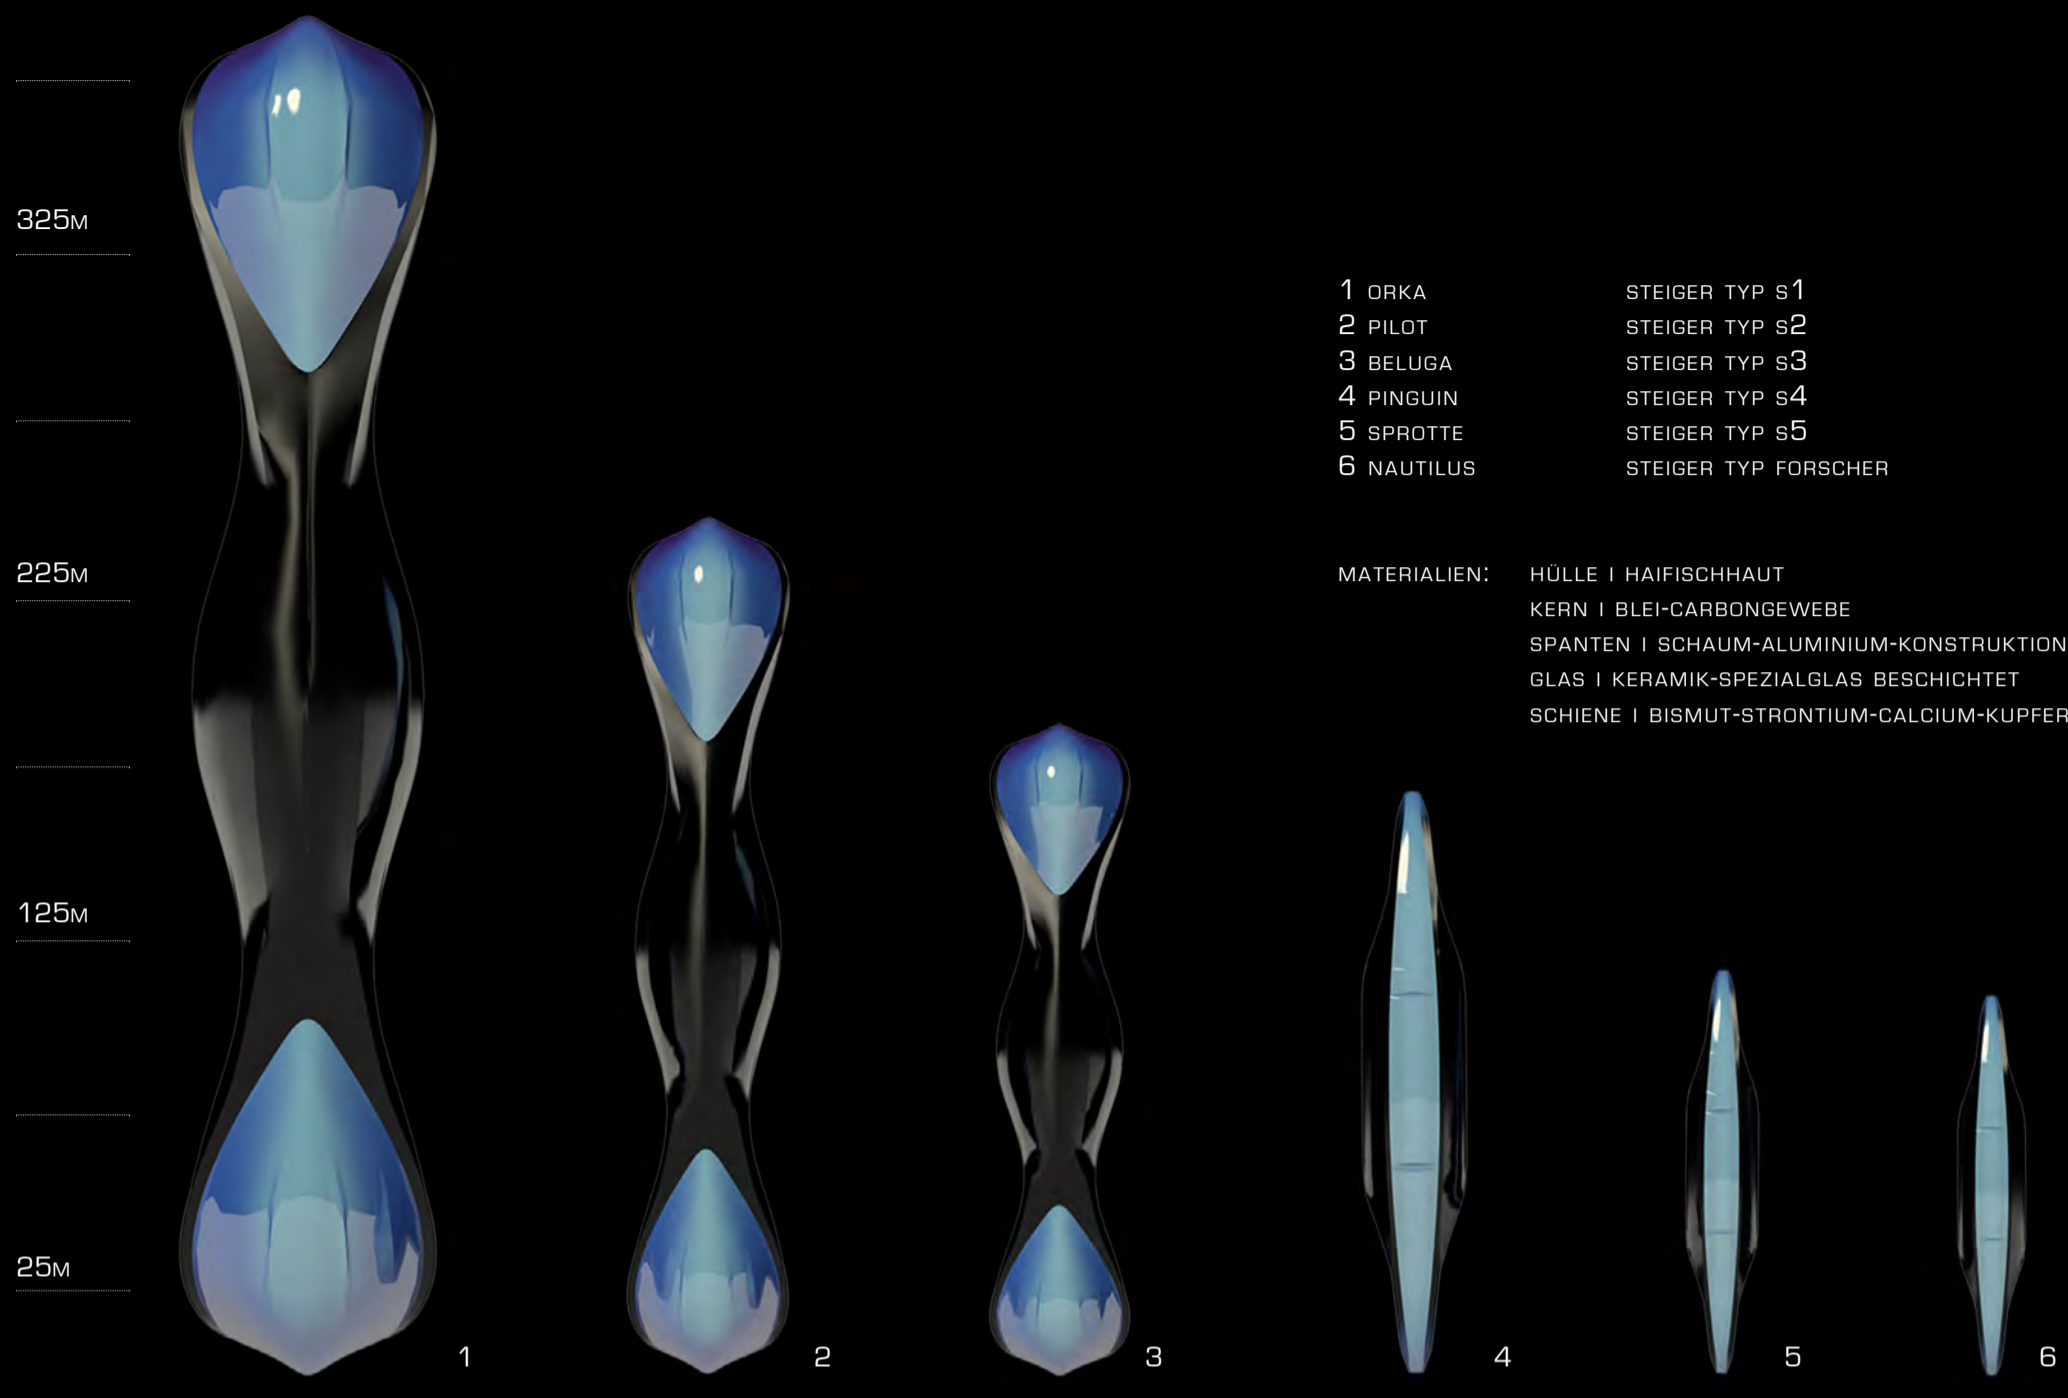 325M
225M
125M
25M
1 ORKA STEIGER TYP S1
2 PILOT STEIGER TYP S2
3 BELUGA STEIGER TYP S3
4 PINGUIN STEIGER TYP S4
5 SPROTTE STEIGER TYP S5
6 NAUTILUS STEIGER TYP FORSCHER
MATERIALIEN: HÜLLE I HAIFISCHHAUT
KERN I BLEI-CARBONGEWEBE
SPANTEN I SCHAUM-ALUMINIUM-KONSTRUKTION
GLAS I KERAMIK-SPEZIALGLAS BESCHICHTET
SCHIENE I BISMUT-STRONTIUM-CALCIUM-KUPFER
1 2 3 4 5 6